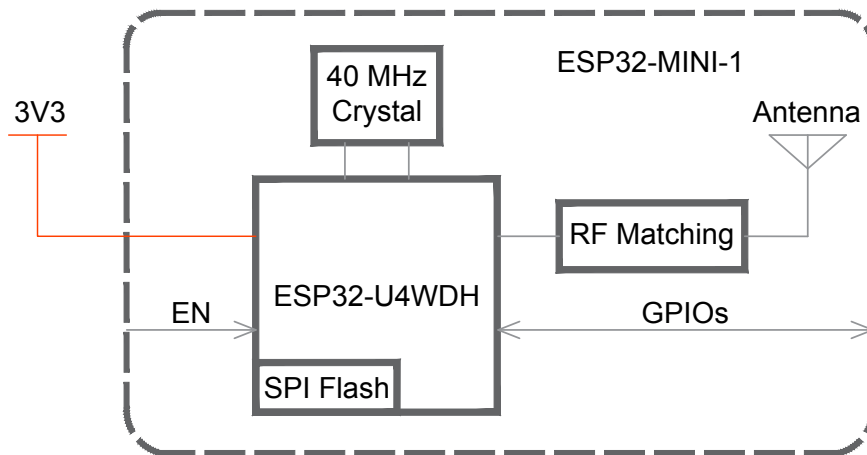 ESP32-MINI-1
40 MHz
Crystal
3V3
Antenna
RF Matching
ESP32-U4WDH
EN
GPIOs
SPI Flash